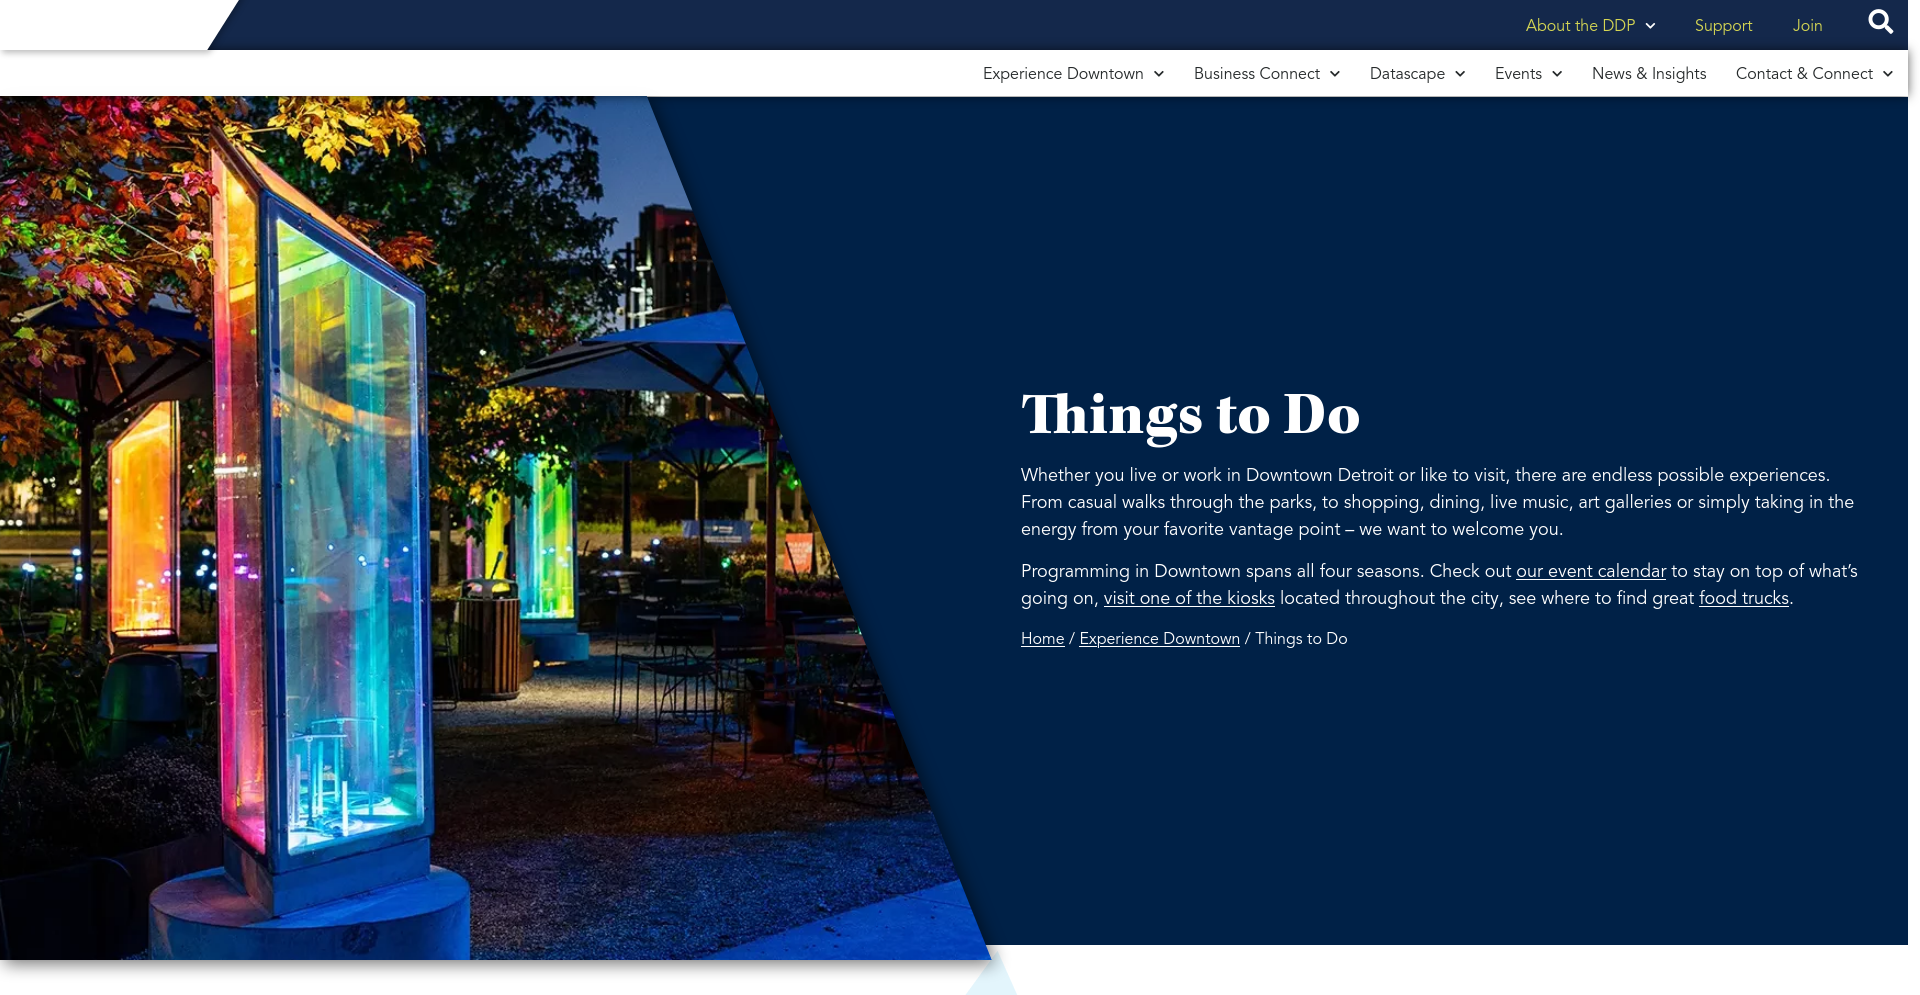 About the DDP
Support
Join
Experience Downtown
Business Connect
Datascape
Events
News & Insights
Contact & Connect
Things to Do
Whether you live or work in Downtown Detroit or like to visit, there are endless possible experiences.
From casual walks through the parks, to shopping, dining, live music, art galleries or simply taking in the
energy from your favorite vantage point – we want to welcome you.
Programming in Downtown spans all four seasons. Check out our event calendar to stay on top of what’s
going on, visit one of the kiosks located throughout the city, see where to find great food trucks.
Home / Experience Downtown / Things to Do